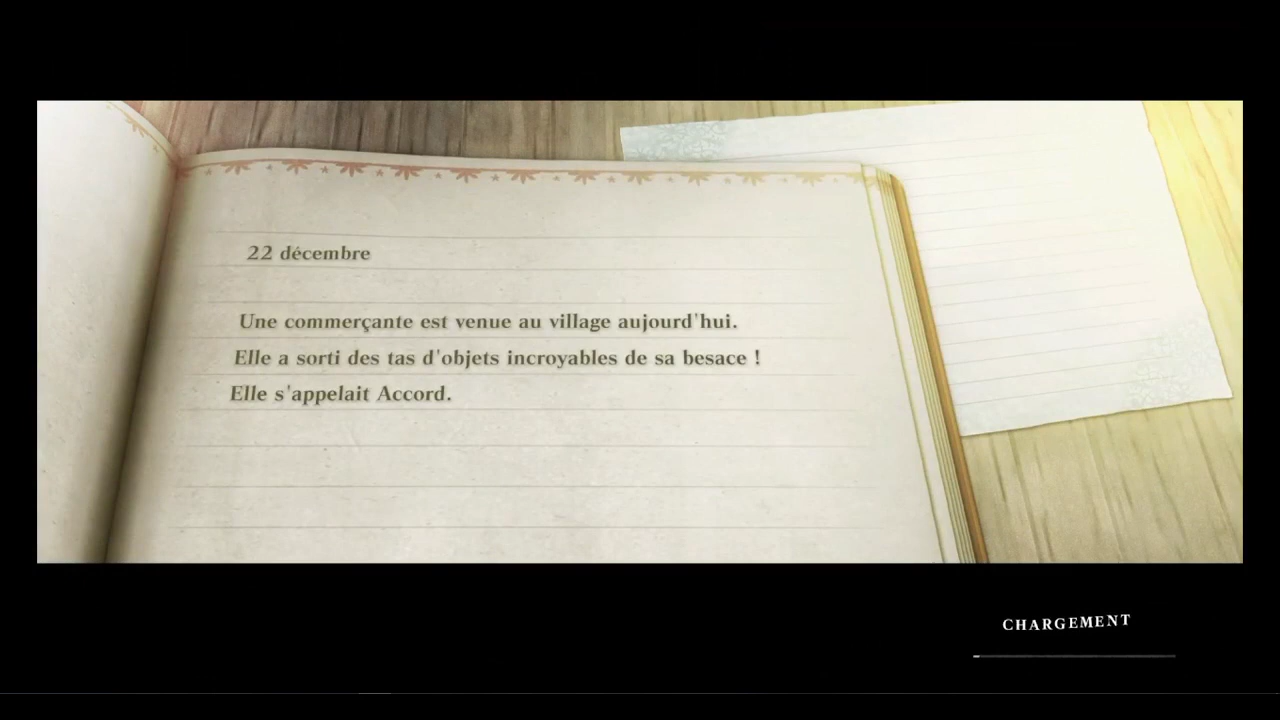 22 décembre
Une commerçante est venue au village aujourd'hui.
Elle a sorti des tas d'objets incroyables de sa besace !
Elle s'appelait Accord.
CHARGEMENT